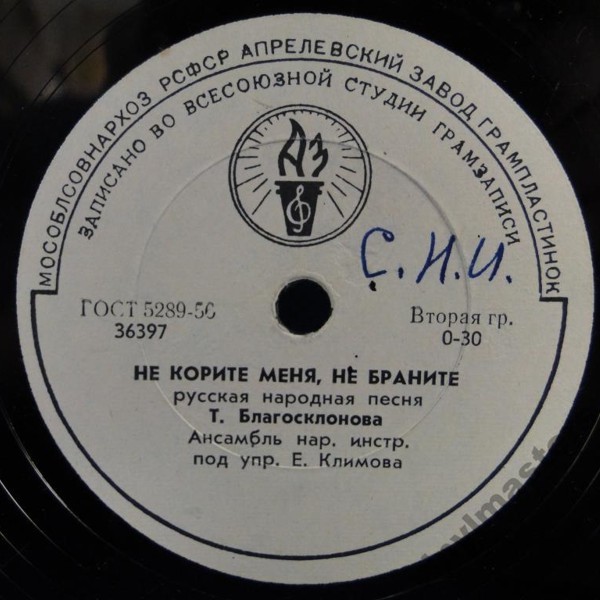 МОСОБЛСОВНАРХОЗ РСФСР АПРЕЛЕВСКИЙ ЗАВОД ГРАМПЛАСТИНОК
ЗАПИСАНО ВО ВСЕСОЮЗНОЙ СТУДИИ ГРАМЗАПИСИ
АЗ
С.Н.И.
ГОСТ 5289-56
36397
Вторая гр.
0-30
НЕ КОРИТЕ МЕНЯ, НЕ БРАНИТЕ
русская народная песня
Т. Благосклонова
Ансамбль нар. инстр.
под упр. Е. Климова